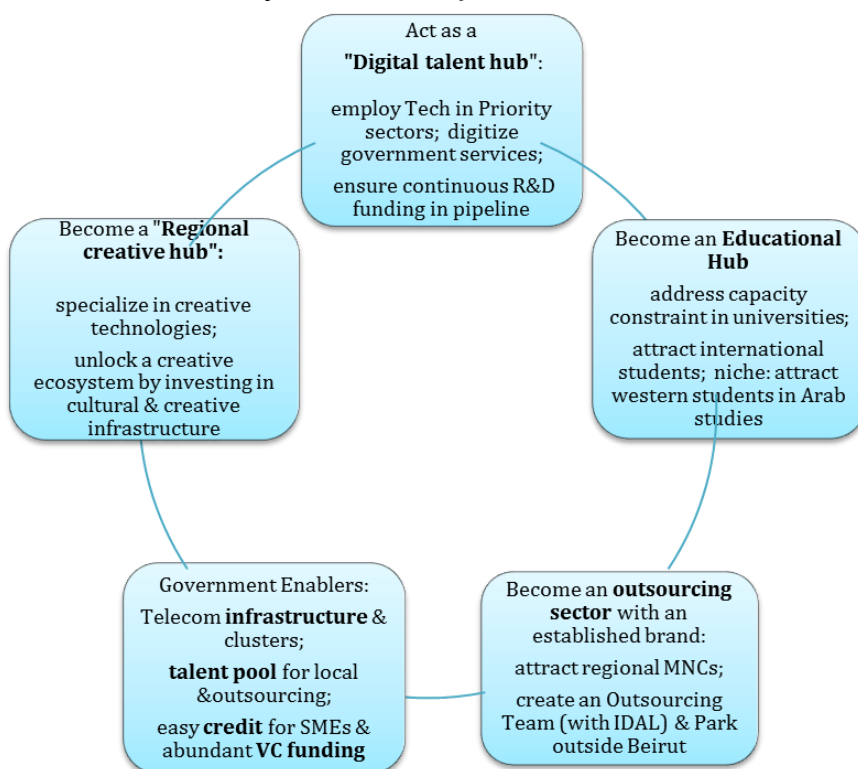 Act as a
"Digital talent hub":
employ Tech in Priority
sectors; digitize
government services;
ensure continuous R&D
funding in pipeline
Become an Educational
Hub
address capacity
constraint in universities;
attract international
students; niche: attract
western students in Arab
studies
Become an outsourcing
sector with an
established brand:
attract regional MNCs;
create an Outsourcing
Team (with IDAL) & Park
outside Beirut
Government Enablers:
Telecom infrastructure &
clusters;
talent pool for local
&outsourcing;
easy credit for SMEs &
abundant VC funding
Become a "Regional
creative hub":
specialize in creative
technologies;
unlock a creative
ecosystem by investing in
cultural & creative
infrastructure